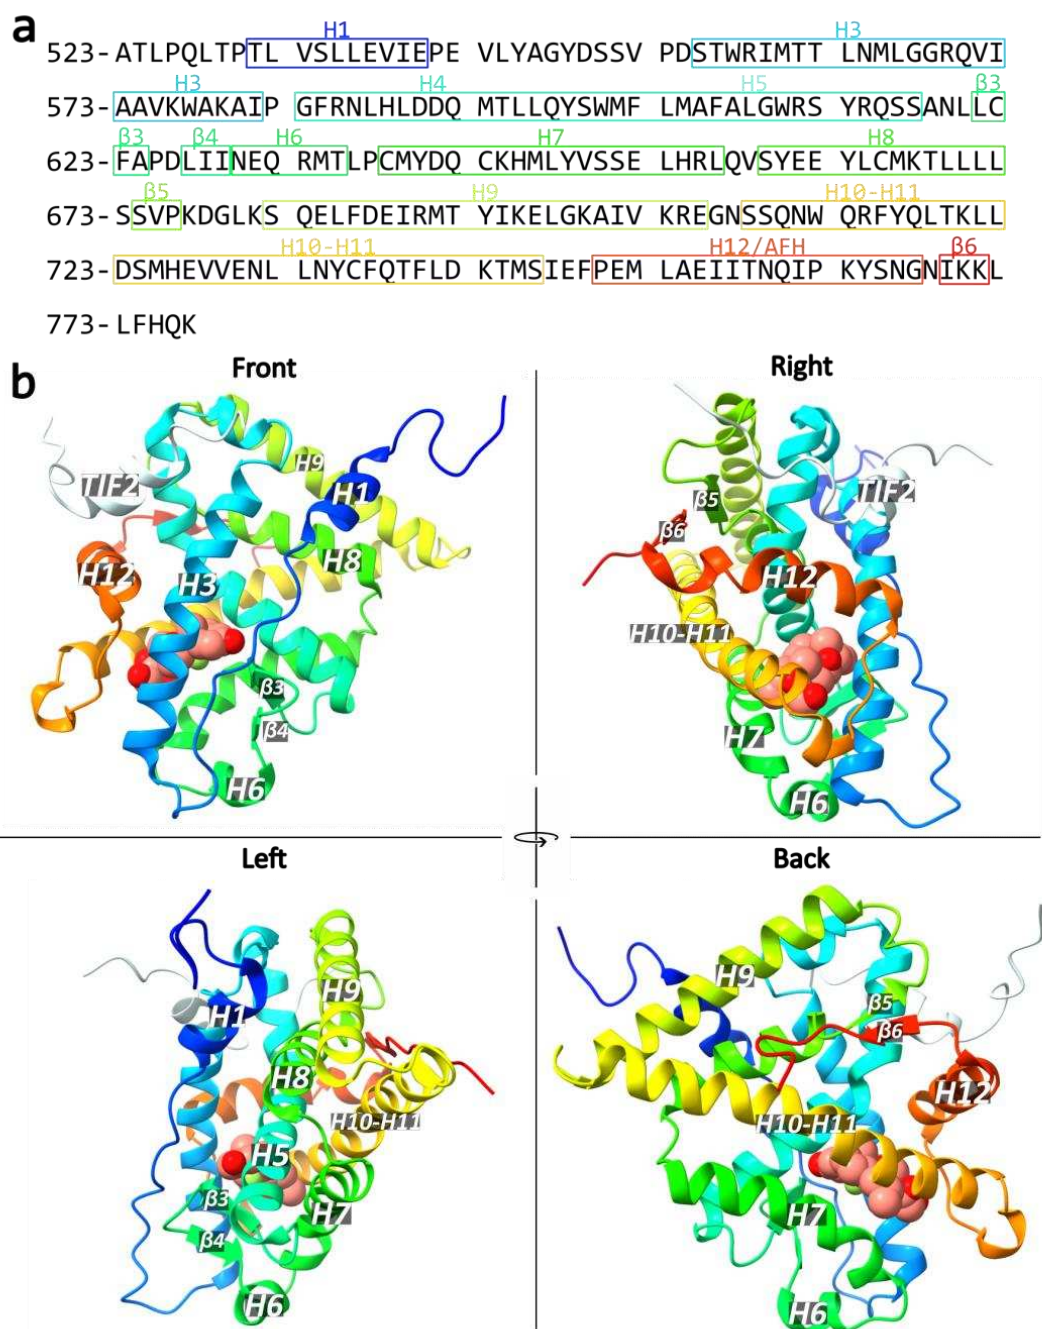 a
H1 H3
523- ATLPQLTPTL VSLLEVIEPE VLYAGYDSSV PDSTWRIMTT LNMLGGRQVI
H3 H4 H5 β3
573- AAVKWAKAIP GFRNLHLDDQ MTLLQYSWMF LMAFALGWRS YRQSSANLLC
β3 β4 H6 H7 H8
623- FAPDLIINEQ RMTLPCMYDQ CKHMLYVSSE LHRLQVSYEE YLCMKTLLLL
β5 H9 H10-H11
673- SSVPKDGLKS QELFDEIRMT YIKELGKAIV KREGNSSQNW QRFYQLTKLL
H10-H11 H12/AFH β6
723- DSMHEVVENL LNYCFQTFLD KTMSIEFPEM LAEIITNQIP KYSNGNIKKL
773- LFHQK
b
Front
TIF2
H9
H1
H12
H3
H8
β3
β4
H6
Right
β5
TIF2
β6
H12
H10-H11
H7
H6
Left
H1
H9
H8
H10-H11
H5
β3
H7
β4
H6
Back
H9
β5
β6
H12
H10-H11
H7
H6